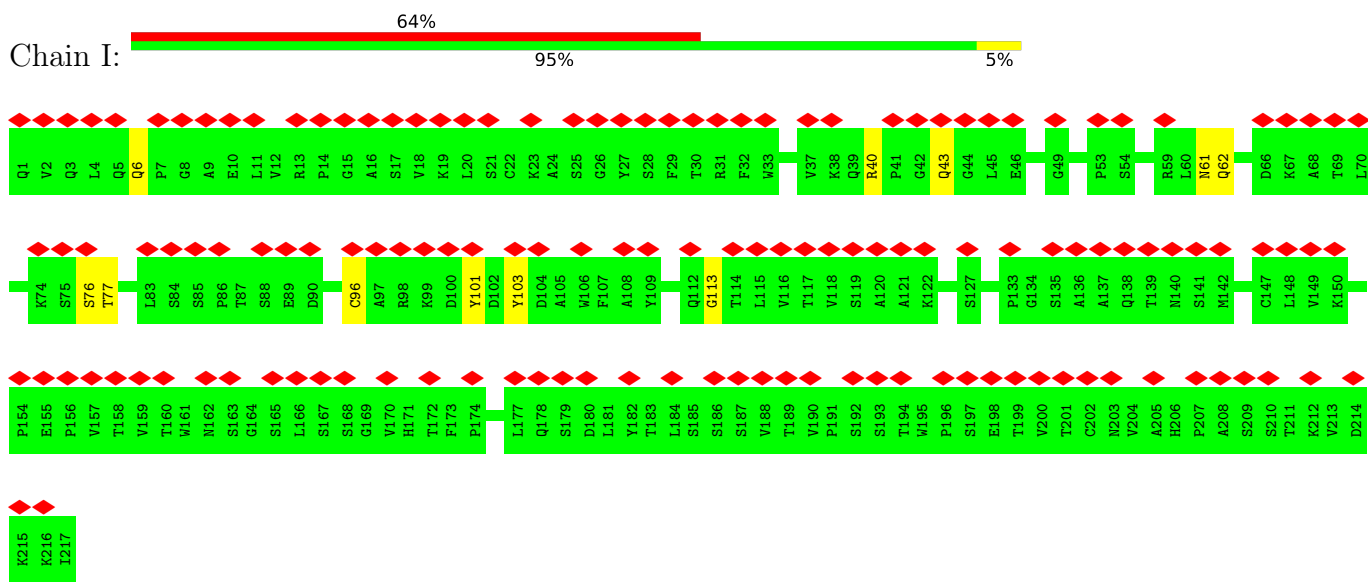 64%
Chain I:
95% 5%
Q1 V2 Q3 L4 Q5 Q6 P7 G8 A9 E10 L11 V12 R13 P14 G15 A16 S17 V18 K19 L20 S21 C22 K23 A24 S25 G26 Y27 S28 F29 T30 R31 F32 W33 V37 K38 Q39 R40 P41 G42 Q43 G44 L45 E46 G49 P53 S54 R59 L60 N61 Q62 D66 K67 A68 T69 L70
K74 S75 S76 T77 L83 S84 S85 P86 T87 S88 E89 D90 C96 A97 R98 K99 D100 Y101 D102 Y103 D104 A105 W106 F107 A108 Y109 Q112 G113 T114 L115 V116 T117 V118 S119 A120 A121 K122 S127 P133 G134 S135 A136 A137 Q138 T139 N140 S141 M142 C147 L148 V149 K150
P154 E155 P156 V157 T158 V159 T160 W161 N162 S163 G164 S165 L166 S167 S168 G169 V170 H171 T172 F173 P174 L177 Q178 S179 D180 L181 Y182 T183 L184 S185 S186 S187 V188 T189 V190 P191 S192 S193 T194 W195 P196 S197 E198 T199 V200 T201 C202 N203 V204 A205 H206 P207 A208 S209 S210 T211 K212 V213 D214
K215 K216 I217